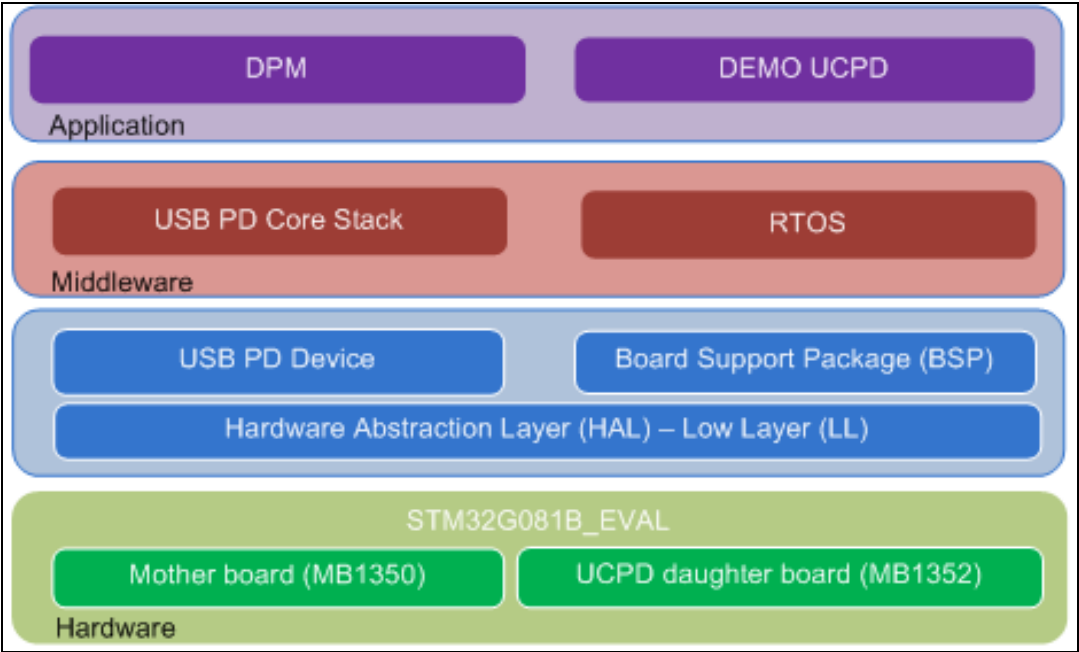 DPM
DEMO UCPD
Application
USB PD Core Stack
RTOS
Middleware
USB PD Device
Board Support Package (BSP)
Hardware Abstraction Layer (HAL) – Low Layer (LL)
STM32G081B_EVAL
Mother board (MB1350)
UCPD daughter board (MB1352)
Hardware